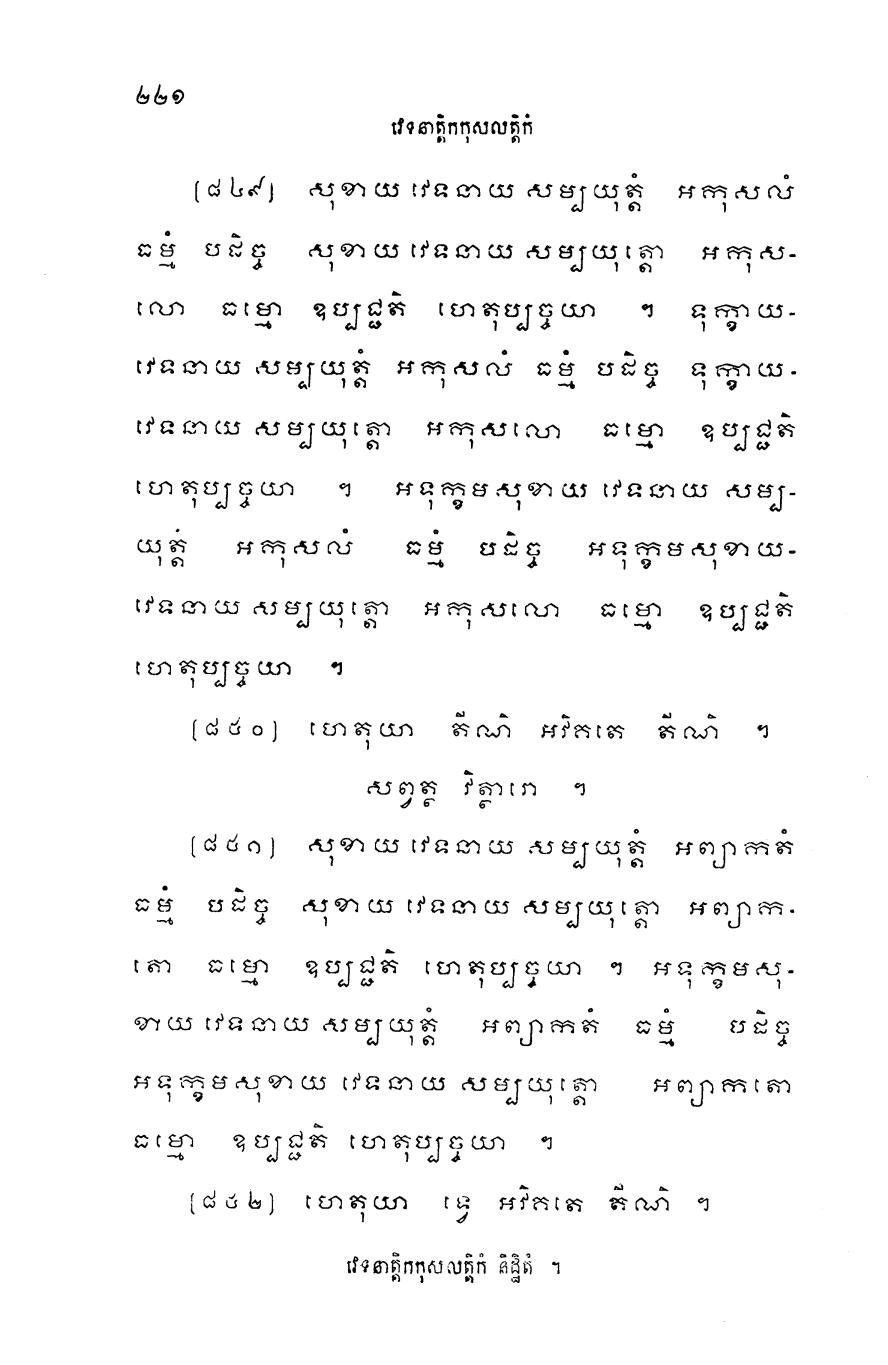 ២២១
វេទនាត្តិកកុសលត្តិកំ
[៨៤៩] សុខាយ វេទនាយ សម្បយុត្តំ អកុសលំ
ធម្មំ បដិច្ច សុខាយ វេទនាយ សម្បយុត្តោ អកុស-
លោ ធម្មោ ឧប្បជ្ជតិ ហេតុប្បច្ចយា ។ ទុក្ខាយ-
វេទនាយ សម្បយុត្តំ អកុសលំ ធម្មំ បដិច្ច ទុក្ខាយ-
វេទនាយ សម្បយុត្តោ អកុសលោ ធម្មោ ឧប្បជ្ជតិ
ហេតុប្បច្ចយា ។ អទុក្ខមសុខាយ វេទនាយ សម្ប-
យុត្តំ អកុសលំ ធម្មំ បដិច្ច អទុក្ខមសុខាយ-
វេទនាយ សម្បយុត្តោ អកុសលោ ធម្មោ ឧប្បជ្ជតិ
ហេតុប្បច្ចយា ។
[៨៥០] ហេតុយា តីណិ អវិគតេ តីណិ ។
សព្វត្ថ វិត្ថារោ ។
[៨៥១] សុខាយ វេទនាយ សម្បយុត្តំ អព្យាកតំ
ធម្មំ បដិច្ច សុខាយ វេទនាយ សម្បយុត្តោ អព្យាក-
តោ ធម្មោ ឧប្បជ្ជតិ ហេតុប្បច្ចយា ។ អទុក្ខមសុ-
ខាយ វេទនាយ សម្បយុត្តំ អព្យាកតំ ធម្មំ បដិច្ច
អទុក្ខមសុខាយ វេទនាយ សម្បយុត្តោ អព្យាកតោ
ធម្មោ ឧប្បជ្ជតិ ហេតុប្បច្ចយា ។
[៨៥២] ហេតុយា ទ្វេ អវិគតេ តីណិ ។
វេទនាត្តិកកុសលត្តិកំ និដ្ឋិតំ ។